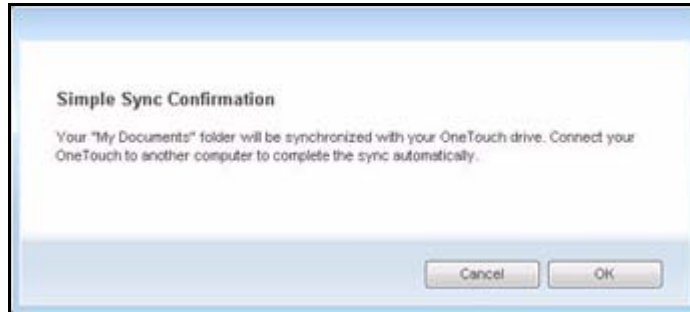 Simple Sync Confirmation
Your "My Documents" folder will be synchronized with your OneTouch drive. Connect your
OneTouch to another computer to complete the sync automatically.
Cancel OK